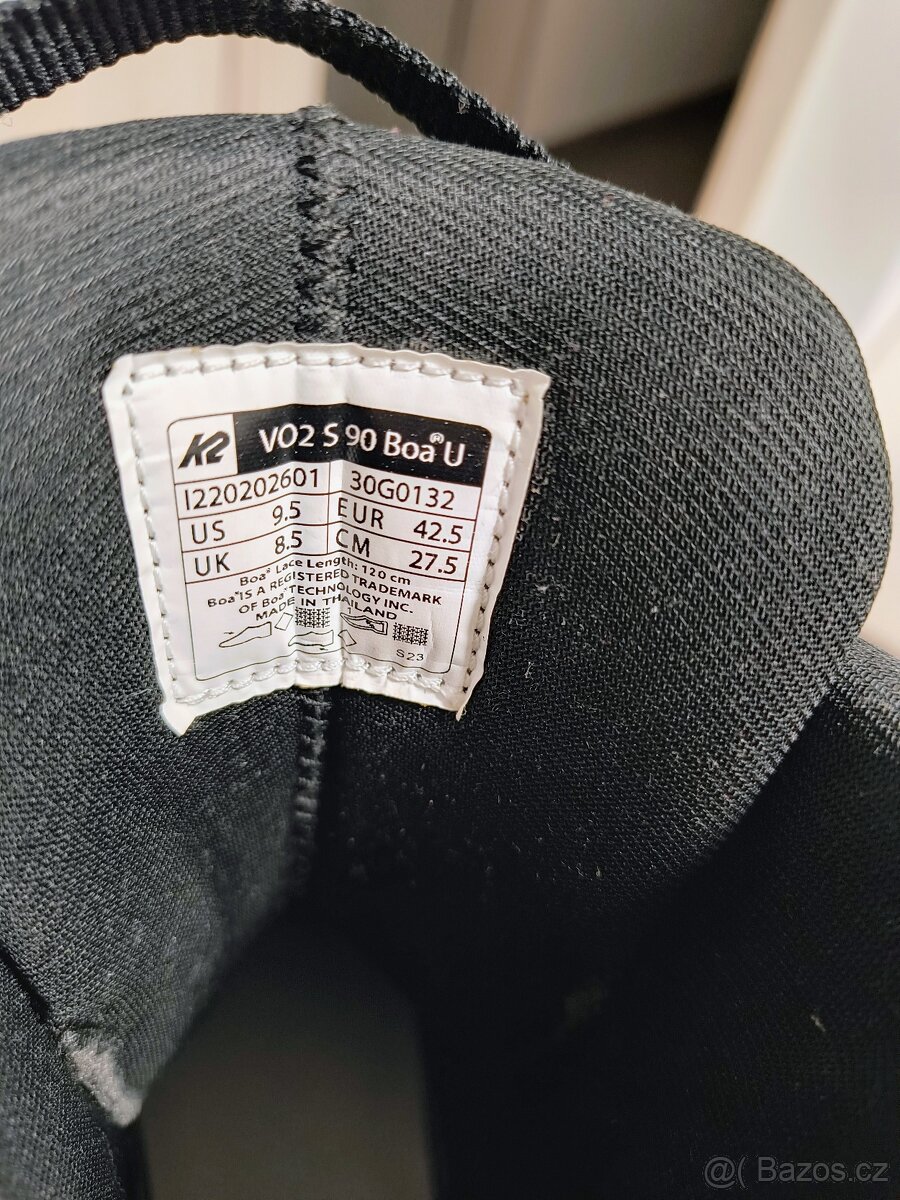 K2 VO2 S 90 Boa® U
I220202601 30G0132
US 9.5 EUR 42.5
UK 8.5 CM 27.5
Boa® Lace Length: 120 cm
Boa® IS A REGISTERED TRADEMARK
OF Boa® TECHNOLOGY INC.
MADE IN THAILAND
S23
@( Bazos.cz